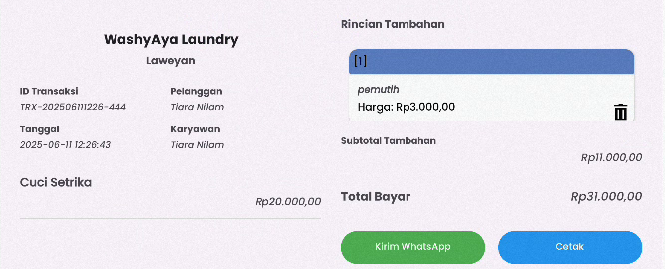 WashyAya Laundry
Laweyan
ID Transaksi
TRX-202506111226-444
Pelanggan
Tiara Nilam
Tanggal
2025-06-11 12:26:43
Karyawan
Tiara Nilam
Cuci Setrika
Rp20.000,00
Rincian Tambahan
[1]
pemutih
Harga: Rp3.000,00
Subtotal Tambahan
Rp11.000,00
Total Bayar
Rp31.000,00
Kirim WhatsApp
Cetak